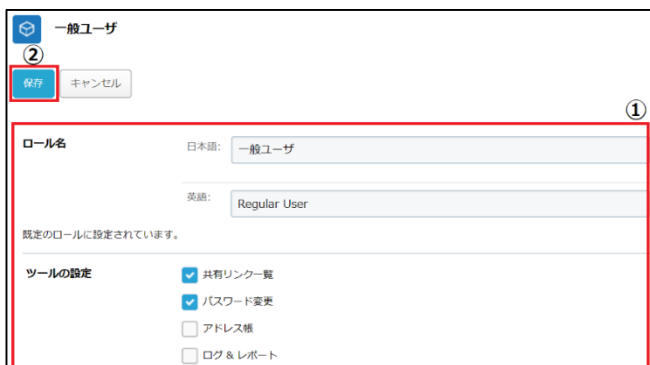 一般ユーザ
②
保存 キャンセル
①
ロール名 日本語: 一般ユーザ
英語: Regular User
既定のロールに設定されています。
ツールの設定 共有リンク一覧
パスワード変更
アドレス帳
ログ & レポート